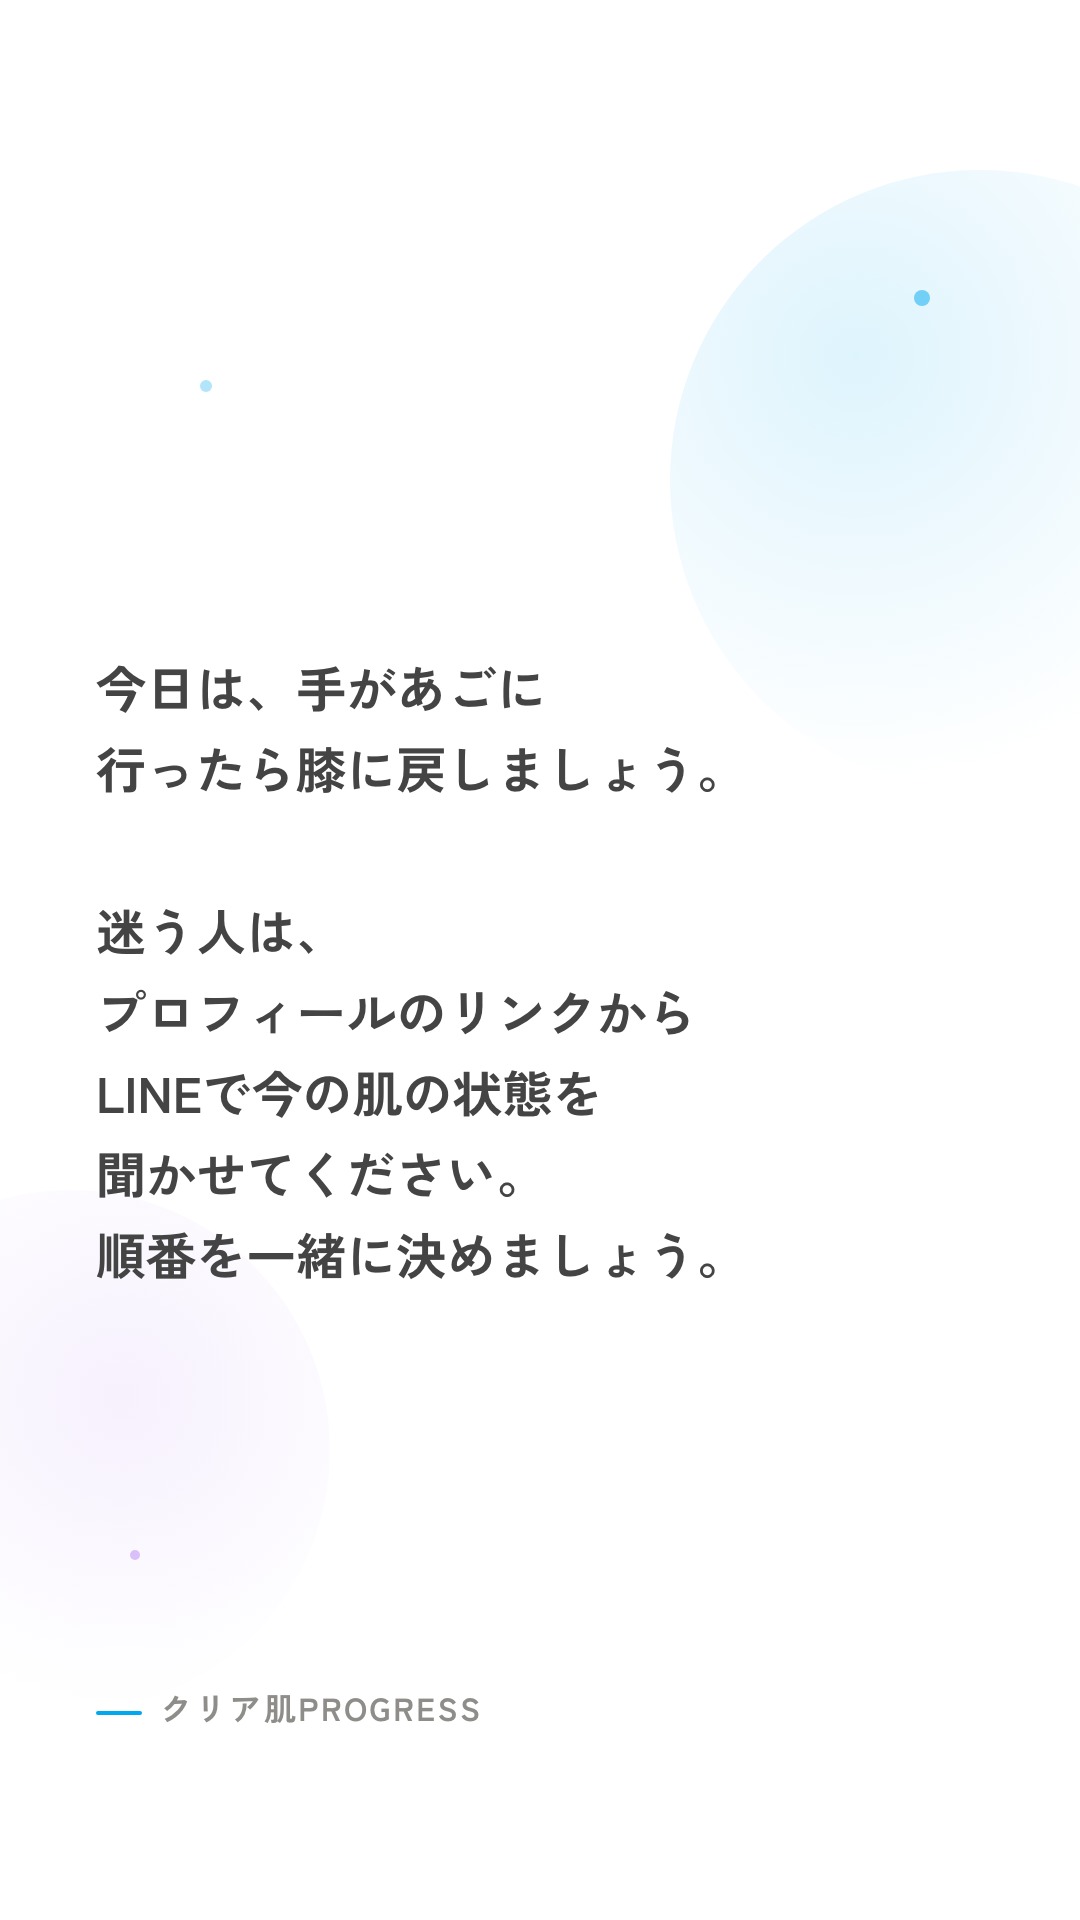 今日は、手があごに
行ったら膝に戻しましょう。
迷う人は、
プロフィールのリンクから
LINEで今の肌の状態を
聞かせてください。
順番を一緒に決めましょう。
クリア肌PROGRESS